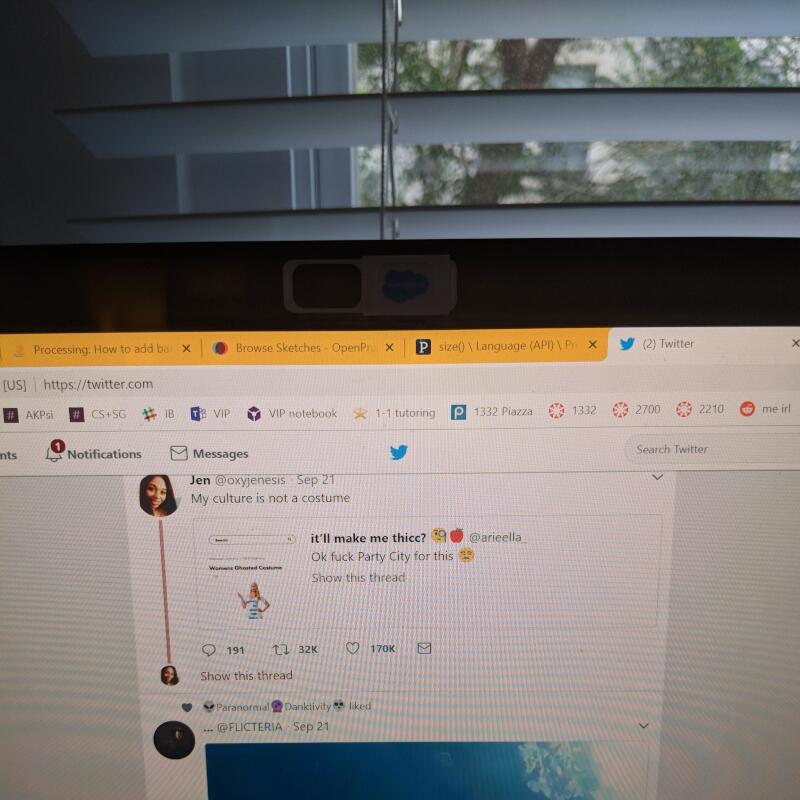 Processing: How to add ba
Browse Sketches - OpenPr
size() \ Language (API) \ Pr
(2) Twitter
[US] https://twitter.com
AKPsi
CS+SG
IB
VIP
VIP notebook
1-1 tutoring
1332 Piazza
1332
2700
2210
me irl
nts
1
Notifications
Messages
Search Twitter
Jen @oxyjenesis · Sep 21
My culture is not a costume
it'll make me thicc? 🧐🍎 @arieella_
Ok fuck Party City for this 😩
Show this thread
Search
Womens Ghosted Costume
191 32K 170K
Show this thread
👽Paranormal🔮Danktivity💀 liked
... @FLICTERIA · Sep 21